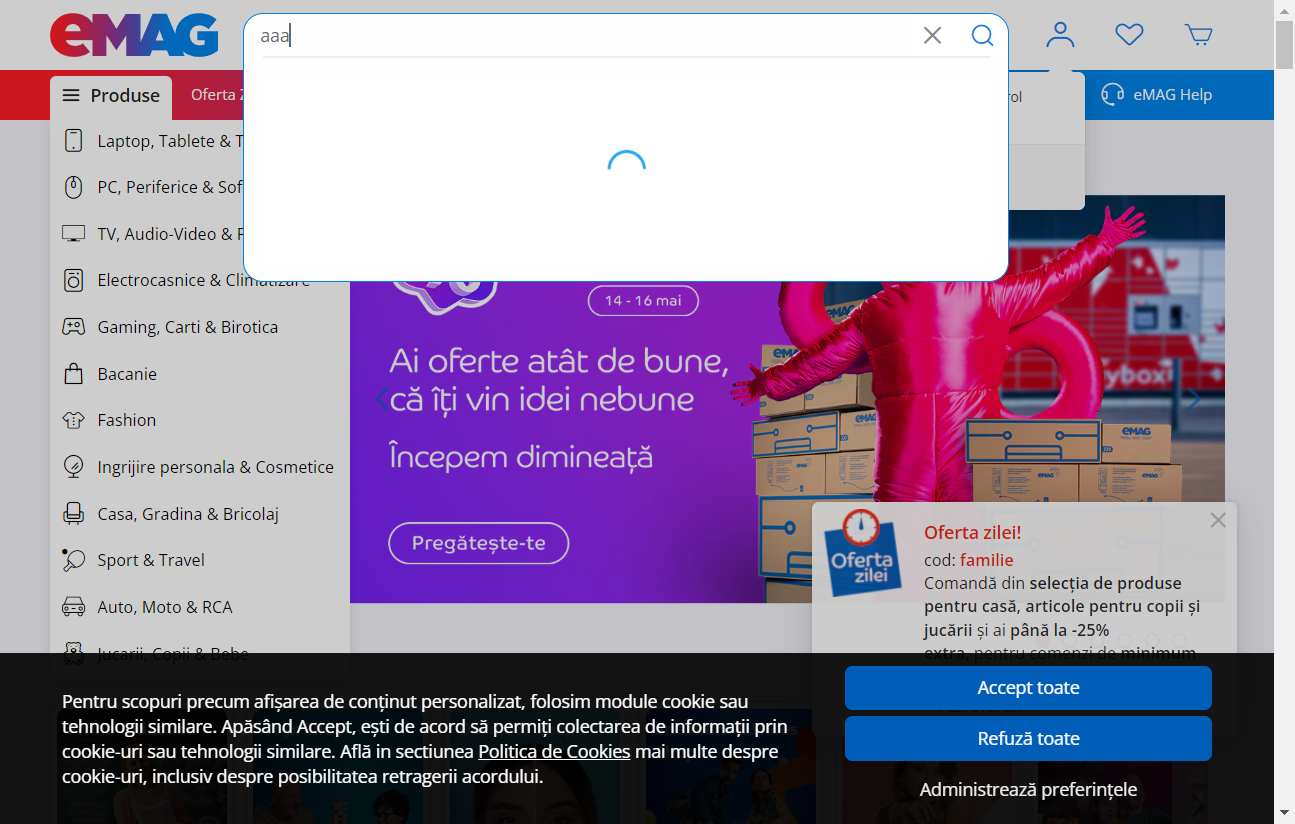 eMAG
aaa
Produse
Oferta
eMAG Help
Laptop, Tablete & T
PC, Periferice & Sof
TV, Audio-Video & F
Electrocasnice & Climatizare
Gaming, Carti & Birotica
Bacanie
Fashion
Ingrijire personala & Cosmetice
Casa, Gradina & Bricolaj
Sport & Travel
Auto, Moto & RCA
Jucarii, Copii & Bebe
14 - 16 mai
Ai oferte atât de bune,
că îți vin idei nebune
Începem dimineață
Pregătește-te
eMAG
Oferta
zilei
Oferta zilei!
cod: familie
Comandă din selecția de produse
pentru casă, articole pentru copii și
jucării și ai până la -25%
extra, pentru comenzi de minimum
Pentru scopuri precum afișarea de conținut personalizat, folosim module cookie sau
tehnologii similare. Apăsând Accept, ești de acord să permiți colectarea de informații prin
cookie-uri sau tehnologii similare. Află in sectiunea Politica de Cookies mai multe despre
cookie-uri, inclusiv despre posibilitatea retragerii acordului.
Accept toate
Refuză toate
Administrează preferințele